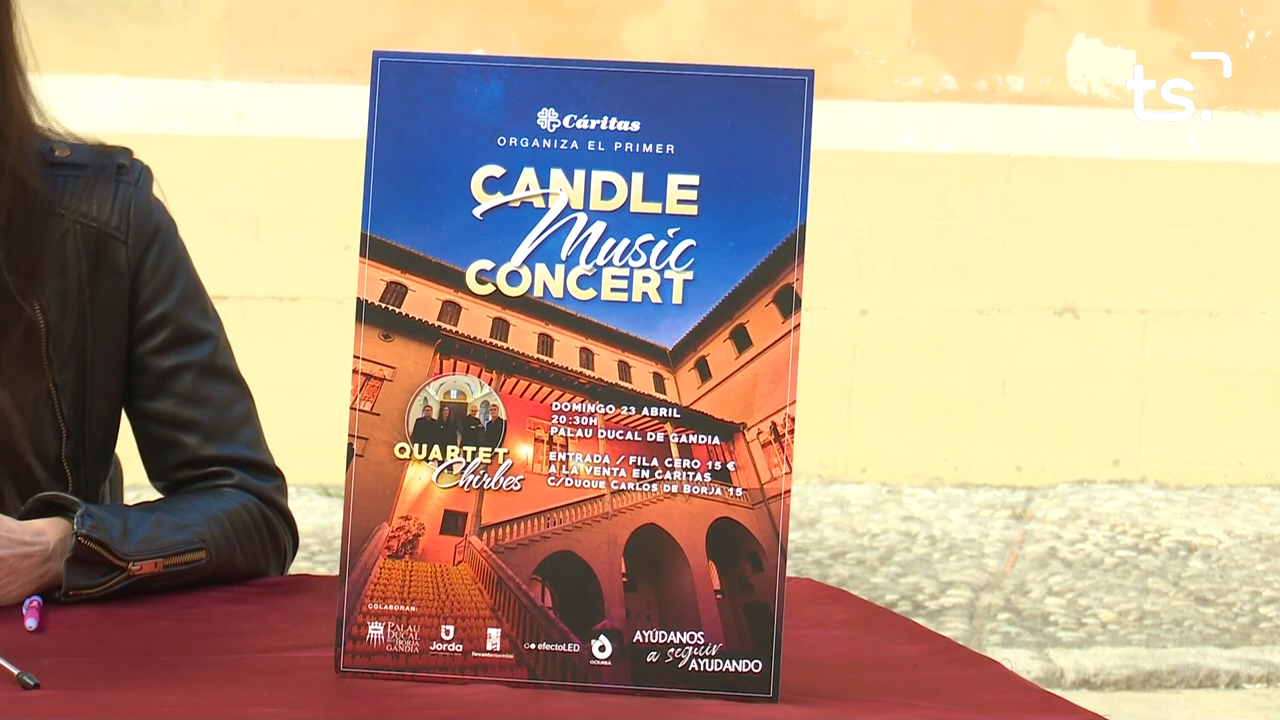 ts.
Cáritas
ORGANIZA EL PRIMER
CANDLE
Music
CONCERT
DOMINGO 23 ABRIL
20:30H
PALAU DUCAL DE GANDIA
QUARTET
Chirbes
ENTRADA / FILA CERO 15 €
A LA VENTA EN CARITAS
C/DUQUE CARLOS DE BORJA 15
COLABORAN:
PALAU
DUCAL
BORJA
GANDIA
Jorda
efectoLED
AYÚDANOS
a seguir
AYUDANDO